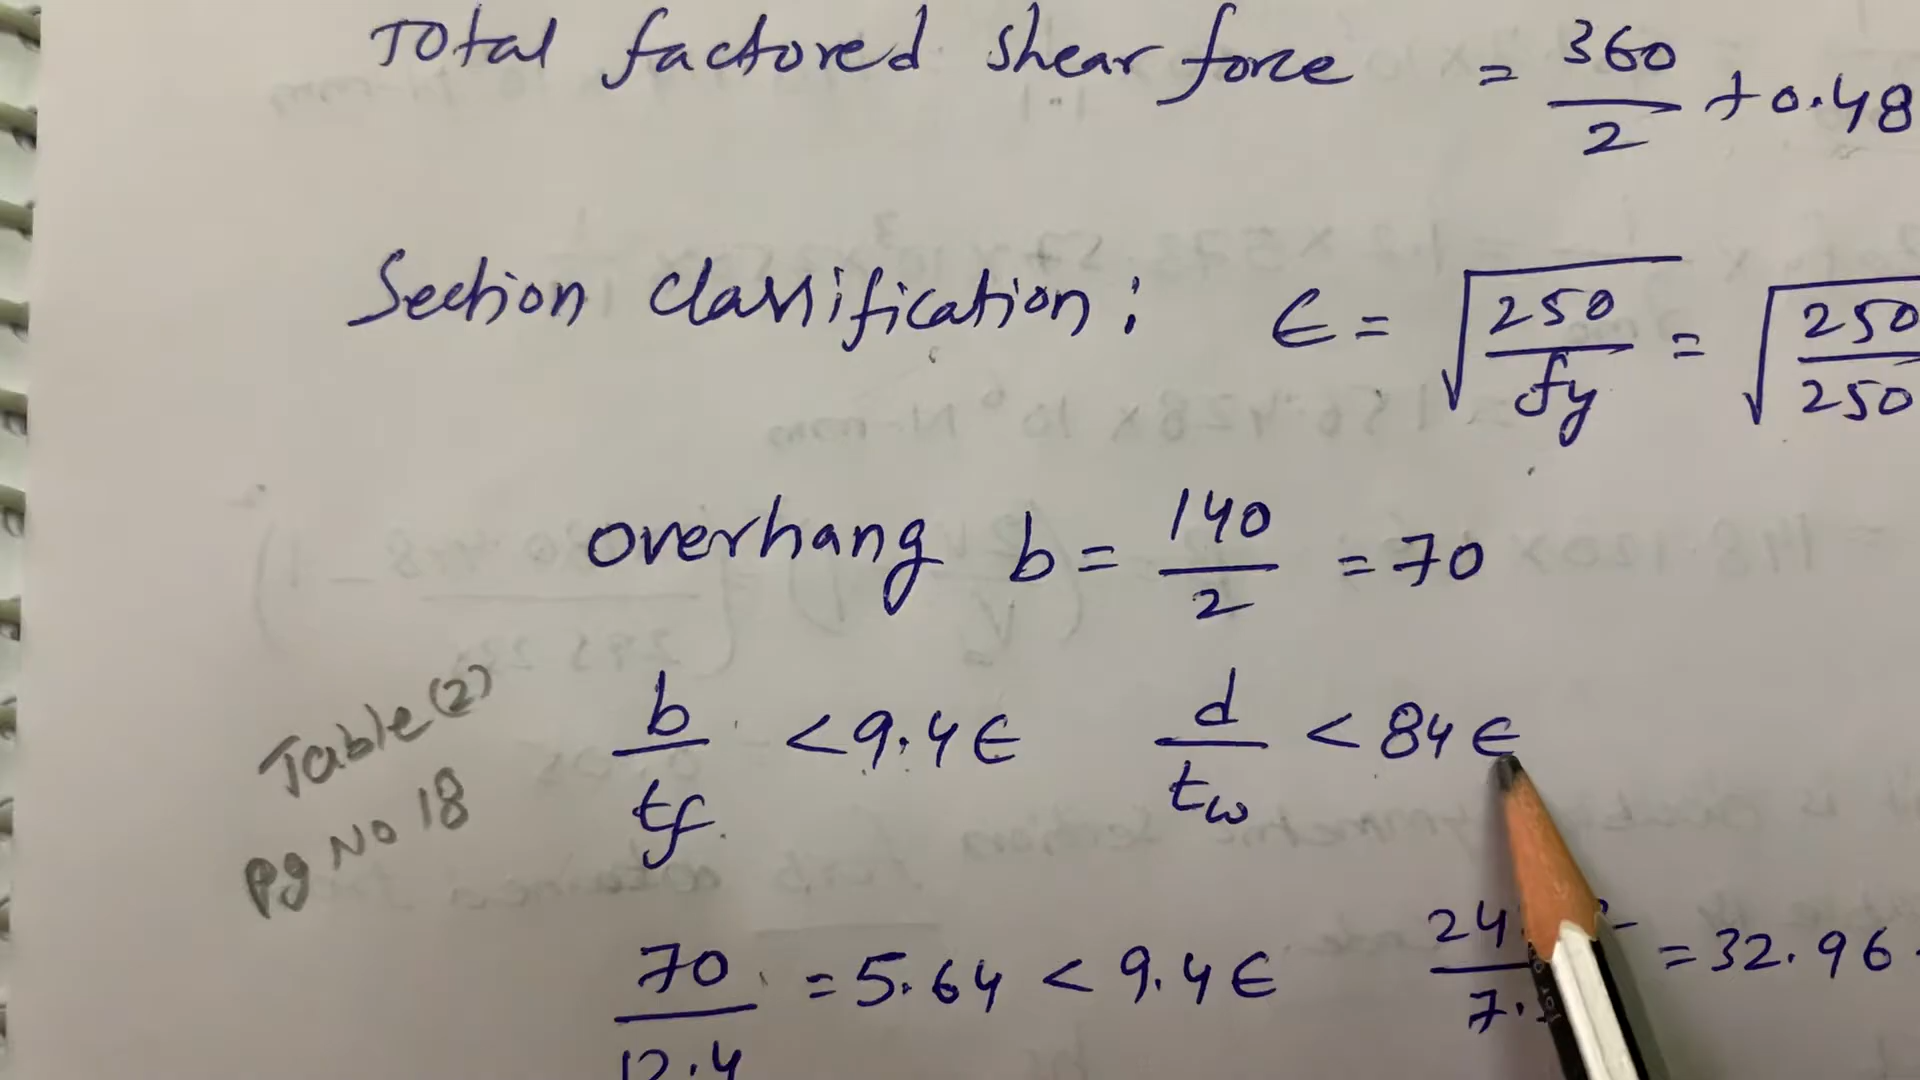 Total factored shear force = 360/2 + 0.48
Section classification : ϵ = √(250/fy) = √(250/250)
Overhang b = 140/2 = 70
Table (2)
Pg No 18
b/tf < 9.4ϵ d/tw < 84ϵ
70/12.4 = 5.64 < 9.4ϵ = 32.96